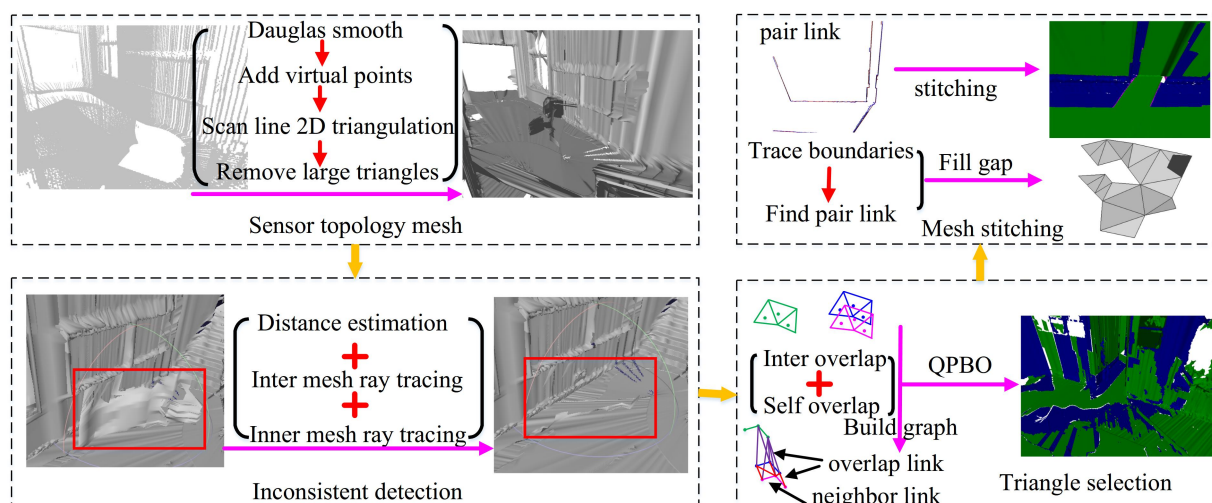 Dauglas smooth
Add virtual points
Scan line 2D triangulation
Remove large triangles
Sensor topology mesh
Distance estimation
Inter mesh ray tracing
Inner mesh ray tracing
Inconsistent detection
Inter overlap
Self overlap
QPBO
Build graph
overlap link
neighbor link
Triangle selection
pair link
stitching
Trace boundaries
Find pair link
Fill gap
Mesh stitching